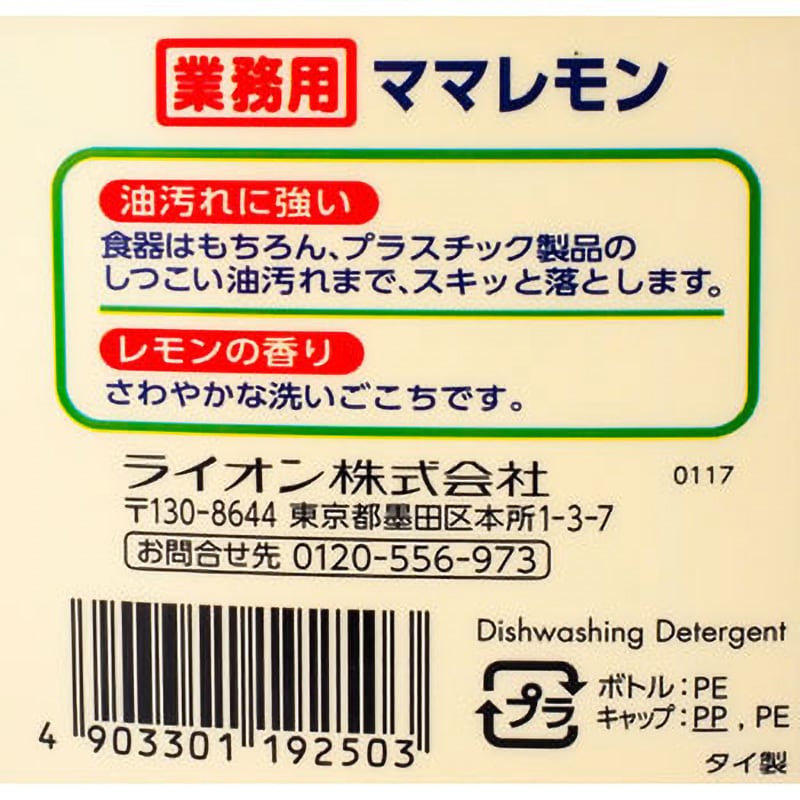 業務用 ママレモン
油汚れに強い
食器はもちろん、プラスチック製品の
しつこい油汚れまで、スキッと落とします。
レモンの香り
さわやかな洗いごこちです。
ライオン株式会社 0117
〒130-8644 東京都墨田区本所1-3-7
お問合せ先 0120-556-973
Dishwashing Detergent
プラ
ボトル:PE
キャップ:PP , PE
タイ製
4 903301 192503